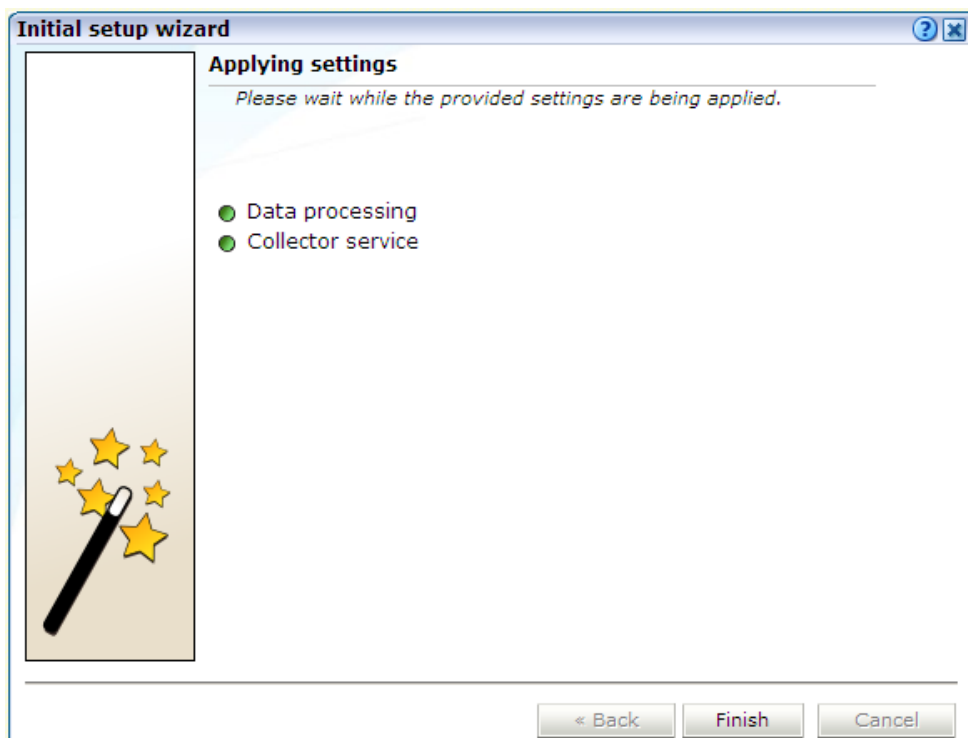 Initial setup wizard
Applying settings
Please wait while the provided settings are being applied.
Data processing
Collector service
« Back Finish Cancel